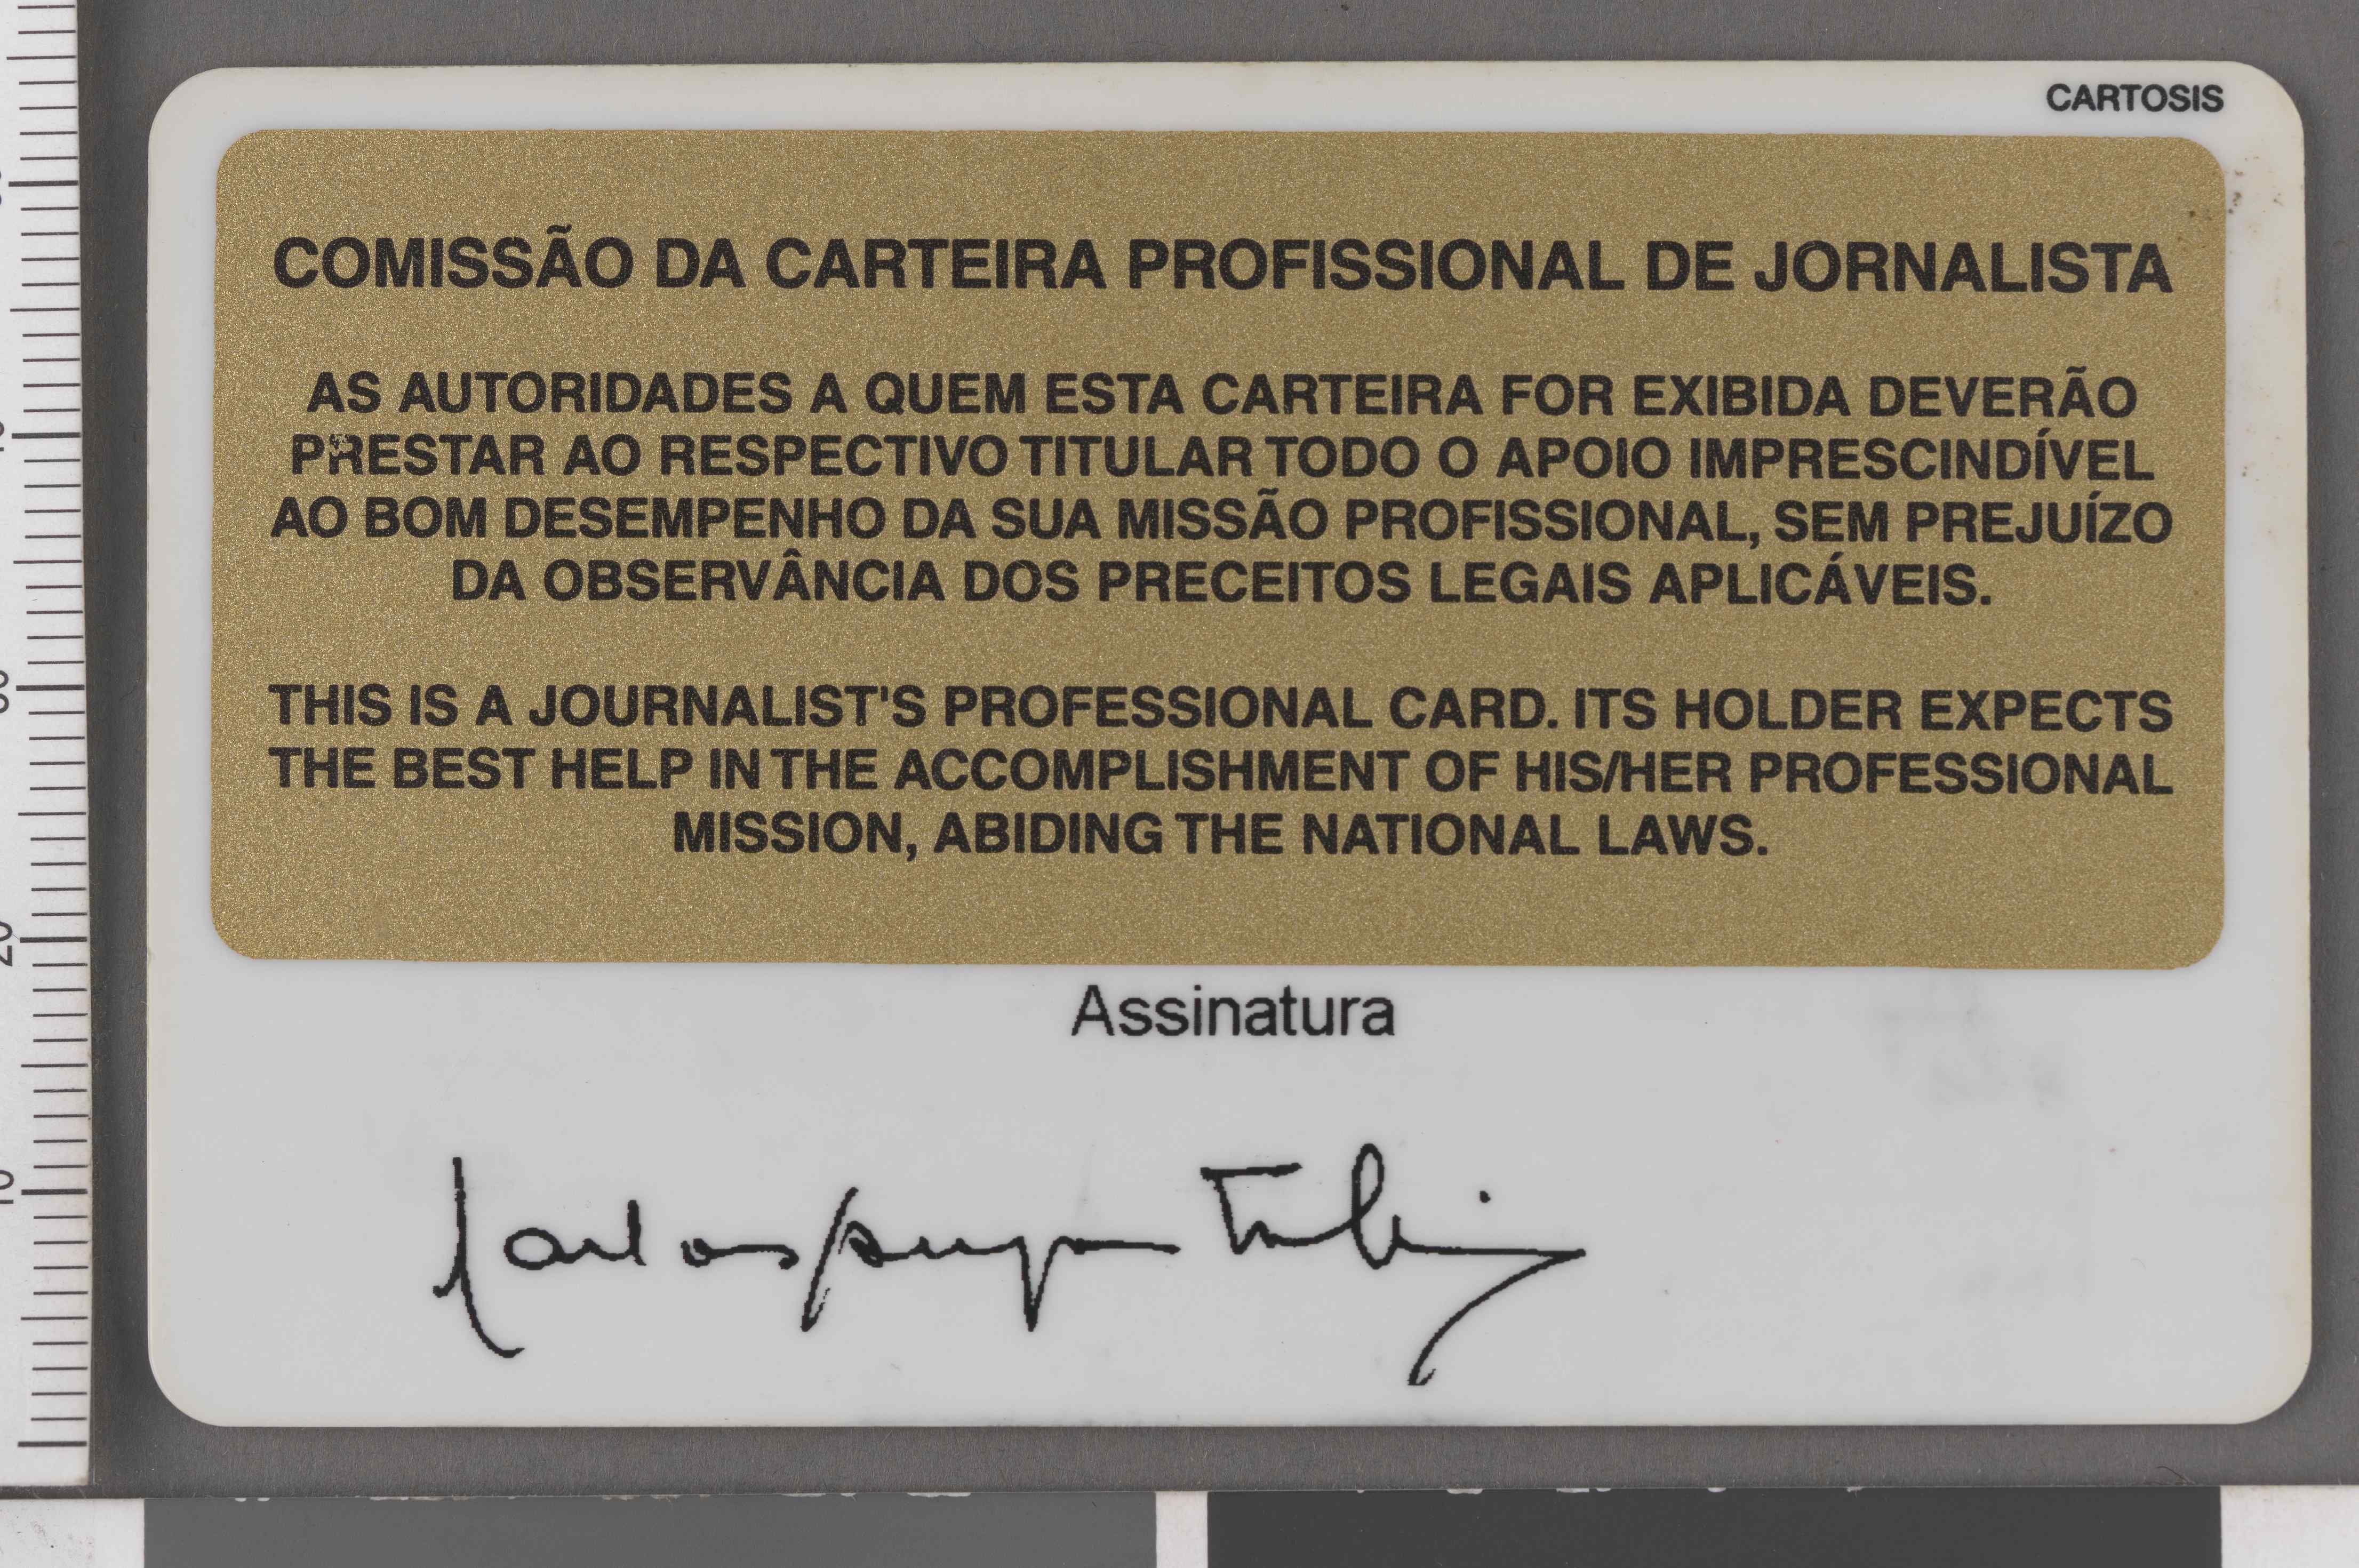 CARTOSIS
COMISSÃO DA CARTEIRA PROFISSIONAL DE JORNALISTA
AS AUTORIDADES A QUEM ESTA CARTEIRA FOR EXIBIDA DEVERÃO
PRESTAR AO RESPECTIVO TITULAR TODO O APOIO IMPRESCINDÍVEL
AO BOM DESEMPENHO DA SUA MISSÃO PROFISSIONAL, SEM PREJUÍZO
DA OBSERVÂNCIA DOS PRECEITOS LEGAIS APLICÁVEIS.
THIS IS A JOURNALIST'S PROFESSIONAL CARD. ITS HOLDER EXPECTS
THE BEST HELP IN THE ACCOMPLISHMENT OF HIS/HER PROFESSIONAL
MISSION, ABIDING THE NATIONAL LAWS.
Assinatura
20
10